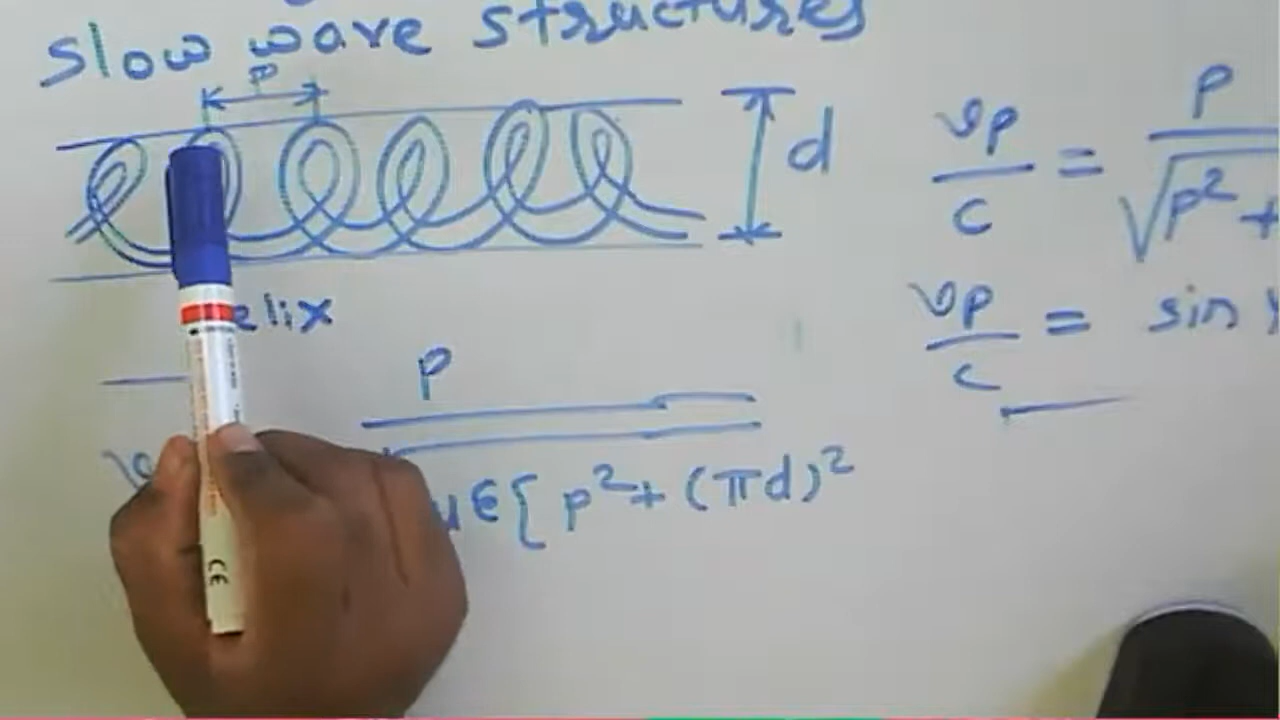 slow wave structures
P
d
vp/c = P/√p²+
elix
vp/c = sin
P
με[p²+(πd)²
CE